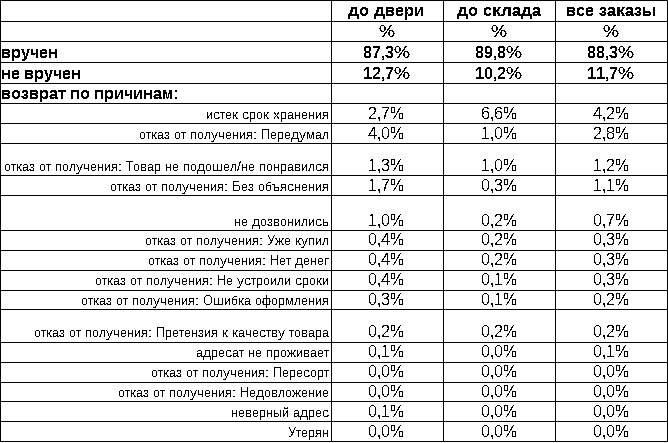 до двери до склада все заказы
% % %
вручен 87,3% 89,8% 88,3%
не вручен 12,7% 10,2% 11,7%
возврат по причинам:
истек срок хранения 2,7% 6,6% 4,2%
отказ от получения: Передумал 4,0% 1,0% 2,8%
отказ от получения: Товар не подошел/не понравился 1,3% 1,0% 1,2%
отказ от получения: Без объяснения 1,7% 0,3% 1,1%
не дозвонились 1,0% 0,2% 0,7%
отказ от получения: Уже купил 0,4% 0,2% 0,3%
отказ от получения: Нет денег 0,4% 0,2% 0,3%
отказ от получения: Не устроили сроки 0,4% 0,1% 0,3%
отказ от получения: Ошибка оформления 0,3% 0,1% 0,2%
отказ от получения: Претензия к качеству товара 0,2% 0,2% 0,2%
адресат не проживает 0,1% 0,0% 0,1%
отказ от получения: Пересорт 0,0% 0,0% 0,0%
отказ от получения: Недовложение 0,0% 0,0% 0,0%
неверный адрес 0,1% 0,0% 0,0%
Утерян 0,0% 0,0% 0,0%